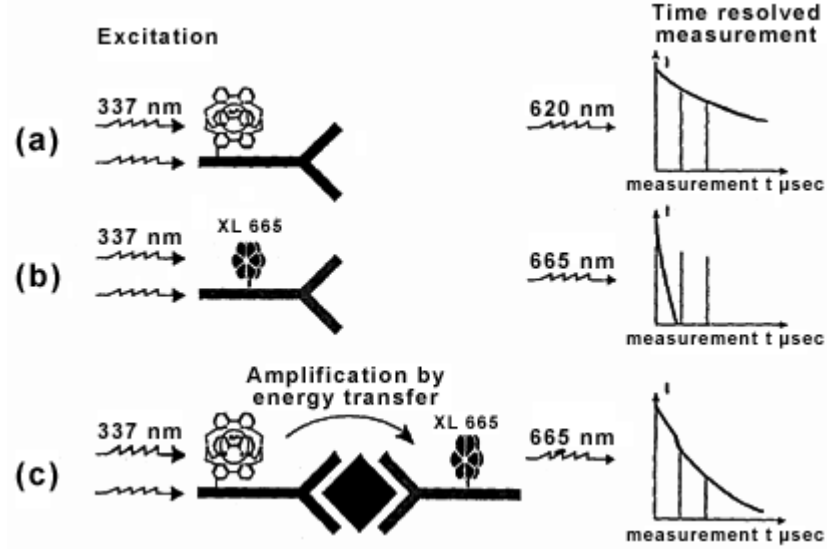 Excitation
Time resolved
measurement
(a)
337 nm
620 nm
measurement t µsec
(b)
337 nm
XL 665
665 nm
measurement t µsec
(c)
337 nm
Amplification by
energy transfer
XL 665
665 nm
measurement t µsec